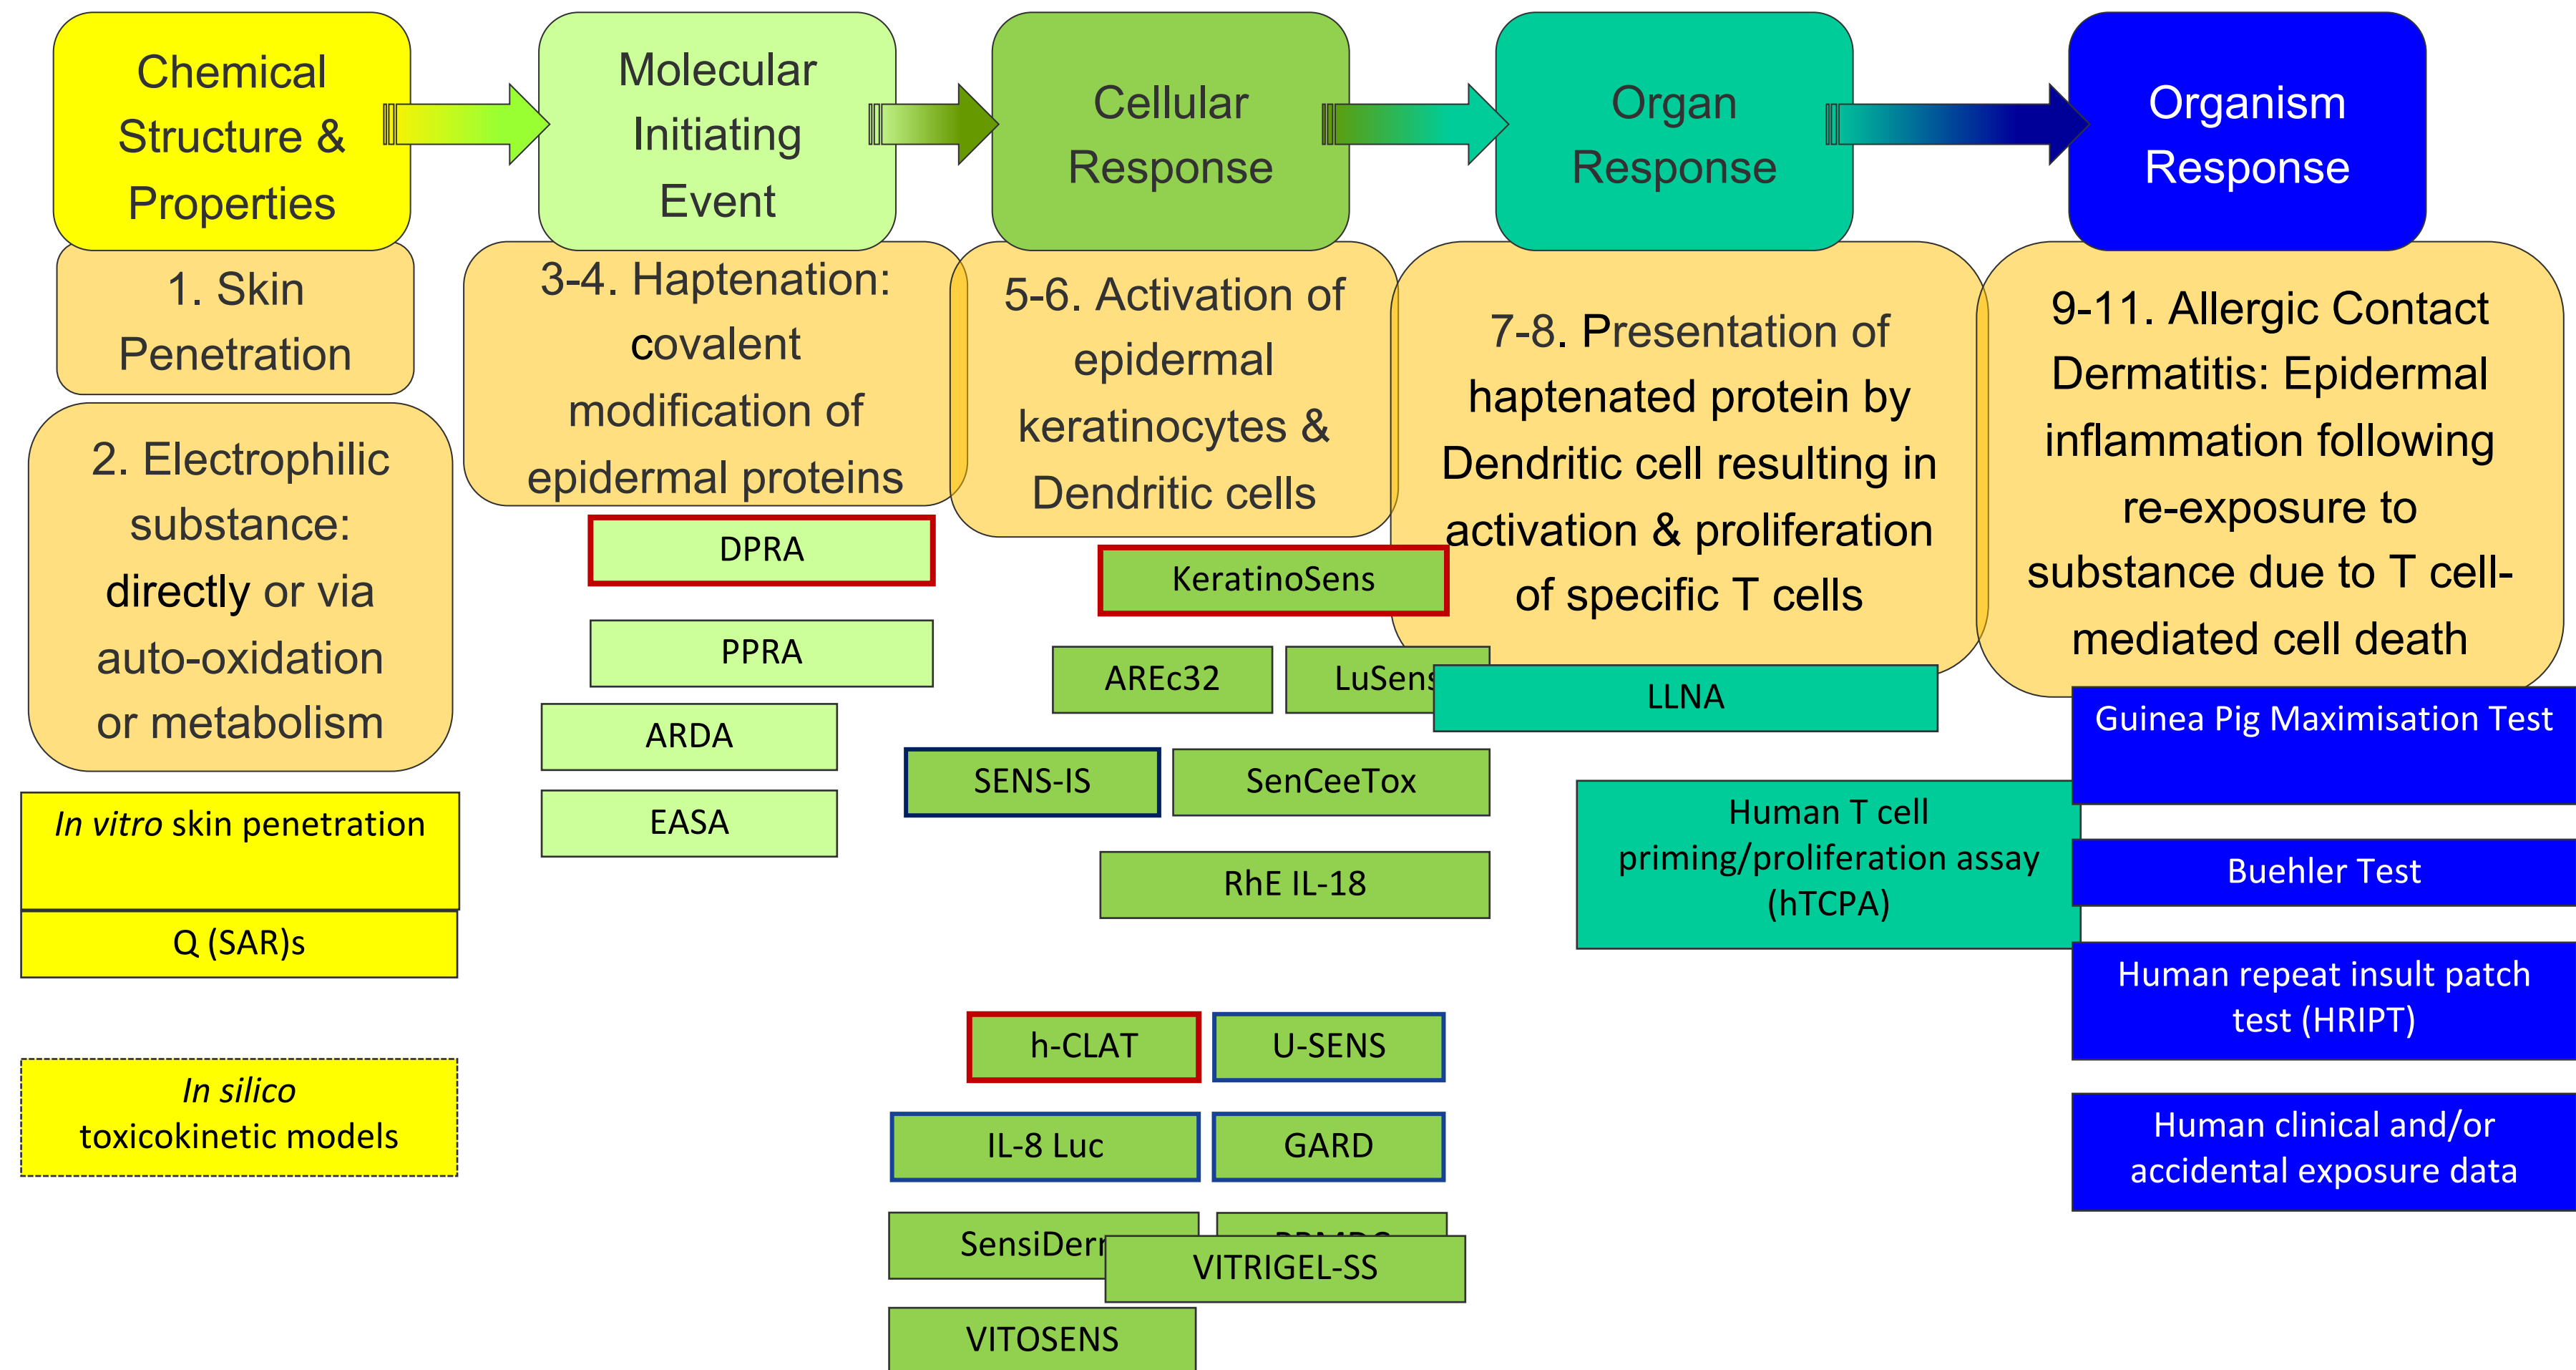 Chemical
Structure &
Properties
Molecular
Initiating
Event
Cellular
Response
Organ
Response
Organism
Response
1. Skin
Penetration
2. Electrophilic
substance:
directly or via
auto-oxidation
or metabolism
3-4. Haptenation:
covalent
modification of
epidermal proteins
5-6. Activation of
epidermal
keratinocytes &
Dendritic cells
7-8. Presentation of
haptenated protein by
Dendritic cell resulting in
activation & proliferation
of specific T cells
9-11. Allergic Contact
Dermatitis: Epidermal
inflammation following
re-exposure to
substance due to T cell-
mediated cell death
In vitro skin penetration
Q (SAR)s
In silico
toxicokinetic models
DPRA
PPRA
ARDA
EASA
KeratinoSens
AREc32
LuSens
SENS-IS
SenCeeTox
RhE IL-18
h-CLAT
U-SENS
IL-8 Luc
GARD
VITRIGEL-SS
VITOSENS
LLNA
Human T cell
priming/proliferation assay
(hTCPA)
Guinea Pig Maximisation Test
Buehler Test
Human repeat insult patch
test (HRIPT)
Human clinical and/or
accidental exposure data